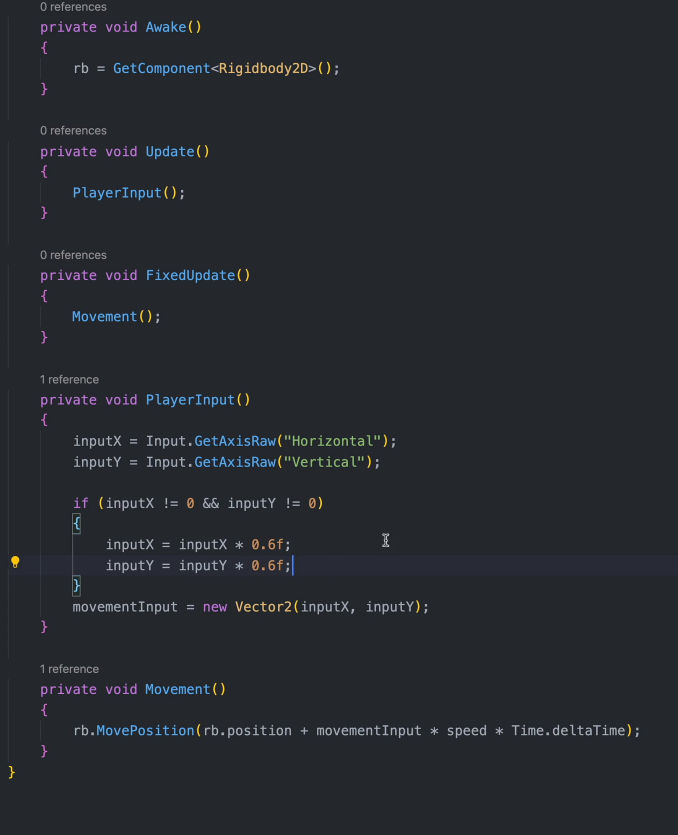 0 references
private void Awake()
{
rb = GetComponent<Rigidbody2D>();
}
0 references
private void Update()
{
PlayerInput();
}
0 references
private void FixedUpdate()
{
Movement();
}
1 reference
private void PlayerInput()
{
inputX = Input.GetAxisRaw("Horizontal");
inputY = Input.GetAxisRaw("Vertical");
if (inputX != 0 && inputY != 0)
{
inputX = inputX * 0.6f;
inputY = inputY * 0.6f;
}
movementInput = new Vector2(inputX, inputY);
}
1 reference
private void Movement()
{
rb.MovePosition(rb.position + movementInput * speed * Time.deltaTime);
}
}